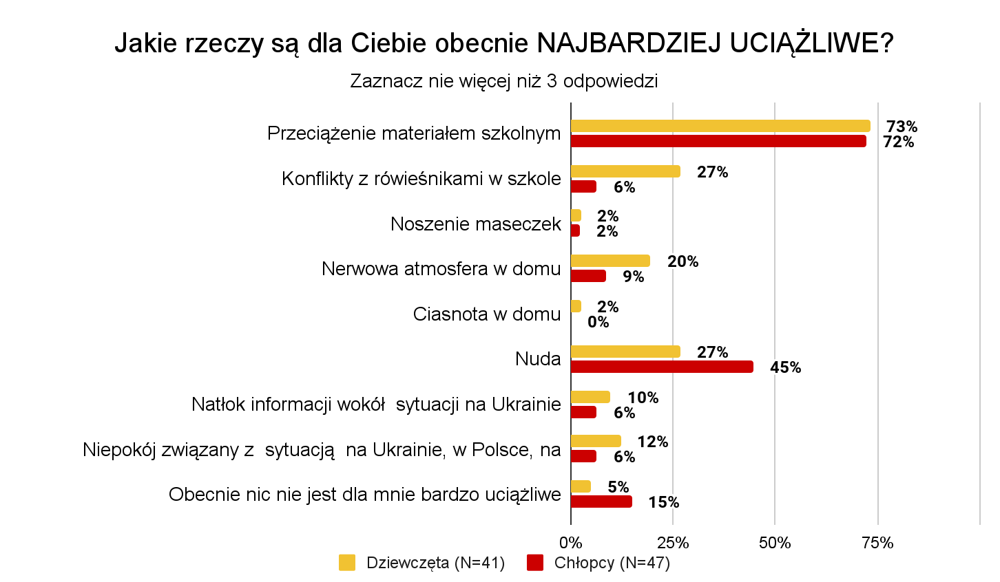 Jakie rzeczy są dla Ciebie obecnie NAJBARDZIEJ UCIĄŻLIWE?
Zaznacz nie więcej niż 3 odpowiedzi
Przeciążenie materiałem szkolnym
73%
72%
Konflikty z rówieśnikami w szkole
27%
6%
Noszenie maseczek
2%
2%
Nerwowa atmosfera w domu
20%
9%
Ciasnota w domu
2%
0%
Nuda
27%
45%
Natłok informacji wokół  sytuacji na Ukrainie
10%
6%
Niepokój związany z  sytuacją  na Ukrainie, w Polsce, na
12%
6%
Obecnie nic nie jest dla mnie bardzo uciążliwe
5%
15%
0% 25% 50% 75%
Dziewczęta (N=41) Chłopcy (N=47)